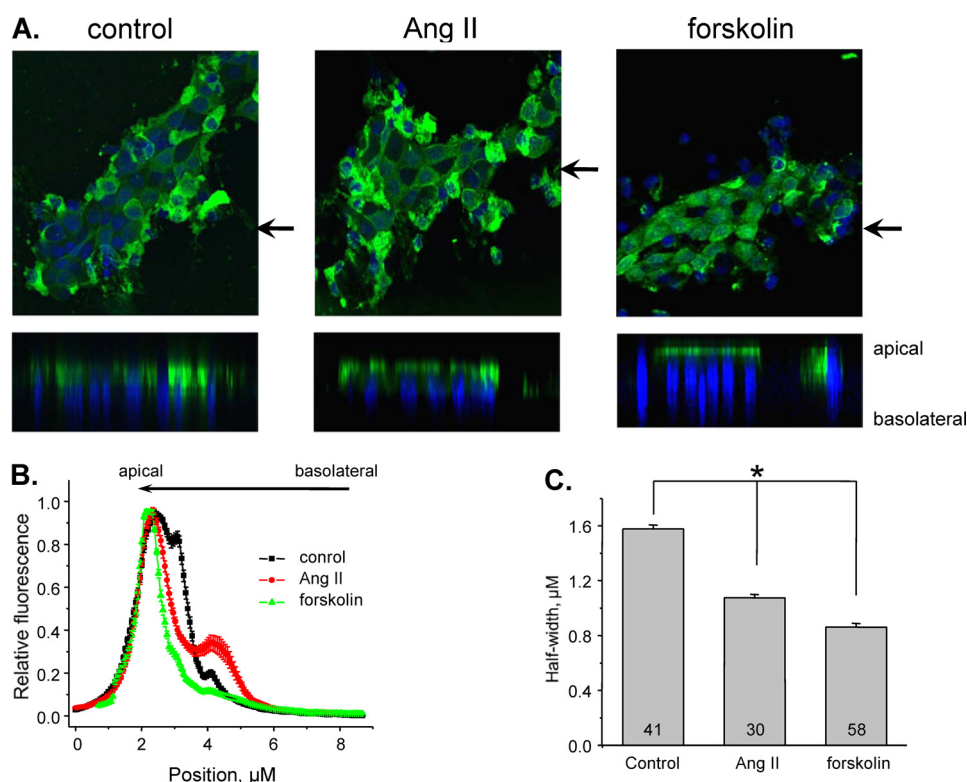 A.
control
Ang II
forskolin
apical
basolateral
B.
apical
basolateral
Relative fluorescence
1.0
0.8
0.6
0.4
0.2
0.0
conrol
Ang II
forskolin
0 2 4 6 8
Position, µM
C.
*
Half-width, µM
1.6
1.2
0.8
0.4
0.0
41 30 58
Control Ang II forskolin